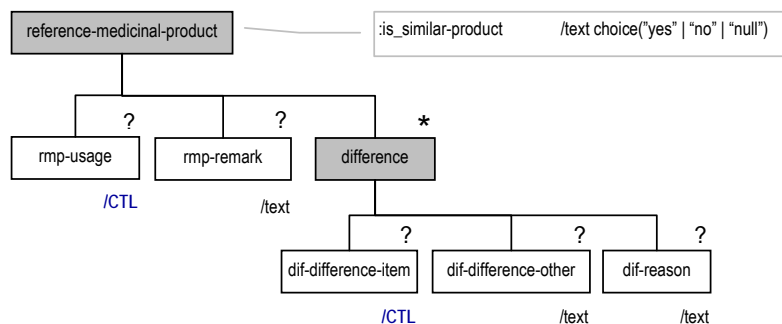 reference-medicinal-product
:is_similar-product /text choice(”yes” | “no” | “null”)
? ? *
rmp-usage rmp-remark difference
/CTL /text
? ? ?
dif-difference-item dif-difference-other dif-reason
/CTL /text /text